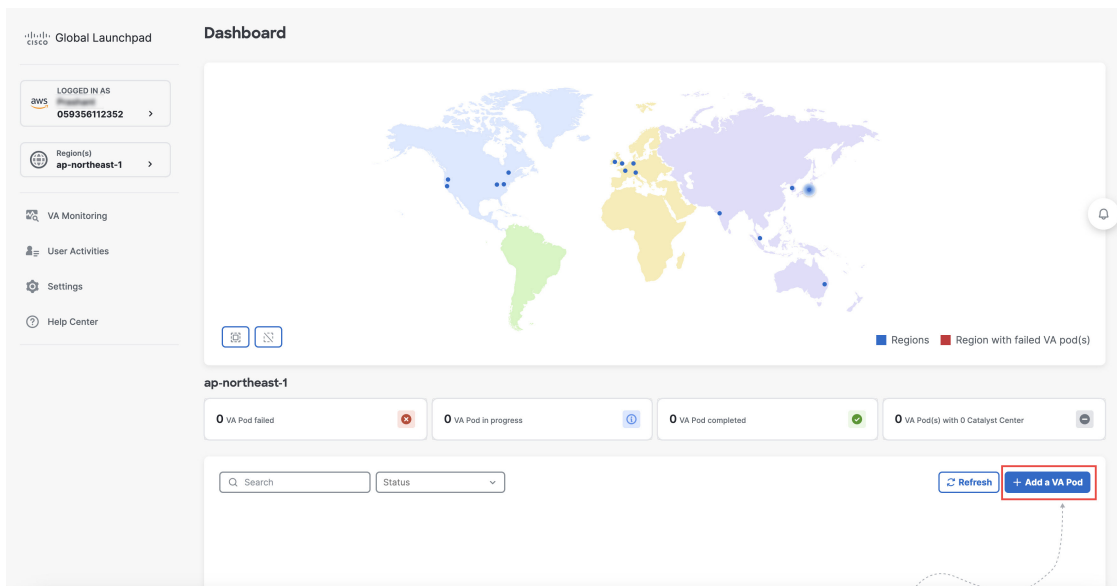 CISCO
Global Launchpad
aws
LOGGED IN AS
059356112352
Region(s)
ap-northeast-1
VA Monitoring
User Activities
Settings
Help Center
Dashboard
Regions
Region with failed VA pod(s)
ap-northeast-1
0 VA Pod failed
0 VA Pod in progress
0 VA Pod completed
0 VA Pod(s) with 0 Catalyst Center
Search
Status
Refresh
+ Add a VA Pod